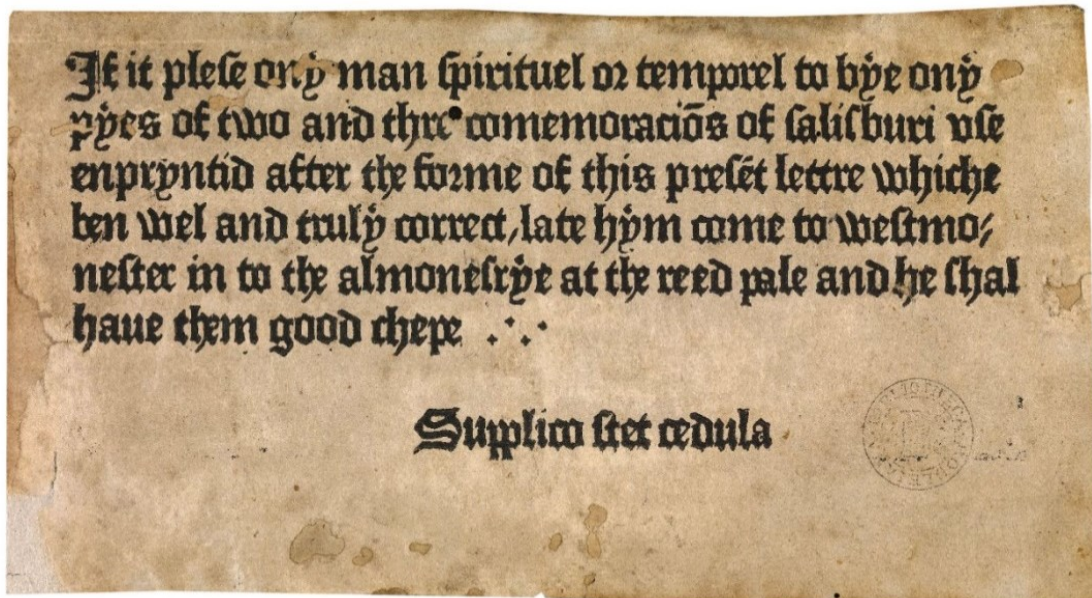 If it plese ony man spirituel or temporel to bye ony
pyes of two and thre comemoraciōs of salisburi vse
enpryntid after the forme of this presēt lettre whiche
ben wel and truly correct, late hym come to westmo/
nester in to the almonesrye at the reed pale and he shal
haue them good chepe ∴
Supplico stet cedula